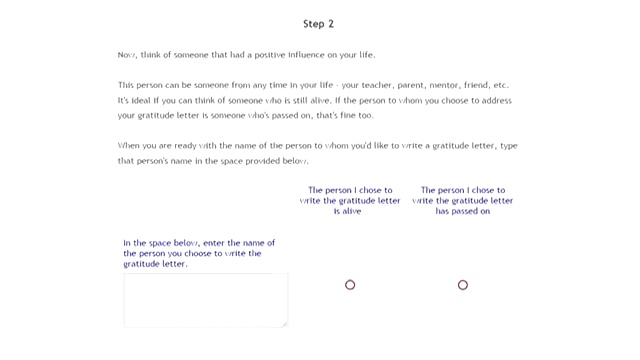 Step 2
Now, think of someone that had a positive influence on your life.
This person can be someone from any time in your life - your teacher, parent, mentor, friend, etc.
It's ideal if you can think of someone who is still alive. If the person to whom you choose to address
your gratitude letter is someone who's passed on, that's fine too.
When you are ready with the name of the person to whom you'd like to write a gratitude letter, type
that person's name in the space provided below.
The person I chose to
write the gratitude letter
is alive
The person I chose to
write the gratitude letter
has passed on
In the space below, enter the name of
the person you choose to write the
gratitude letter.